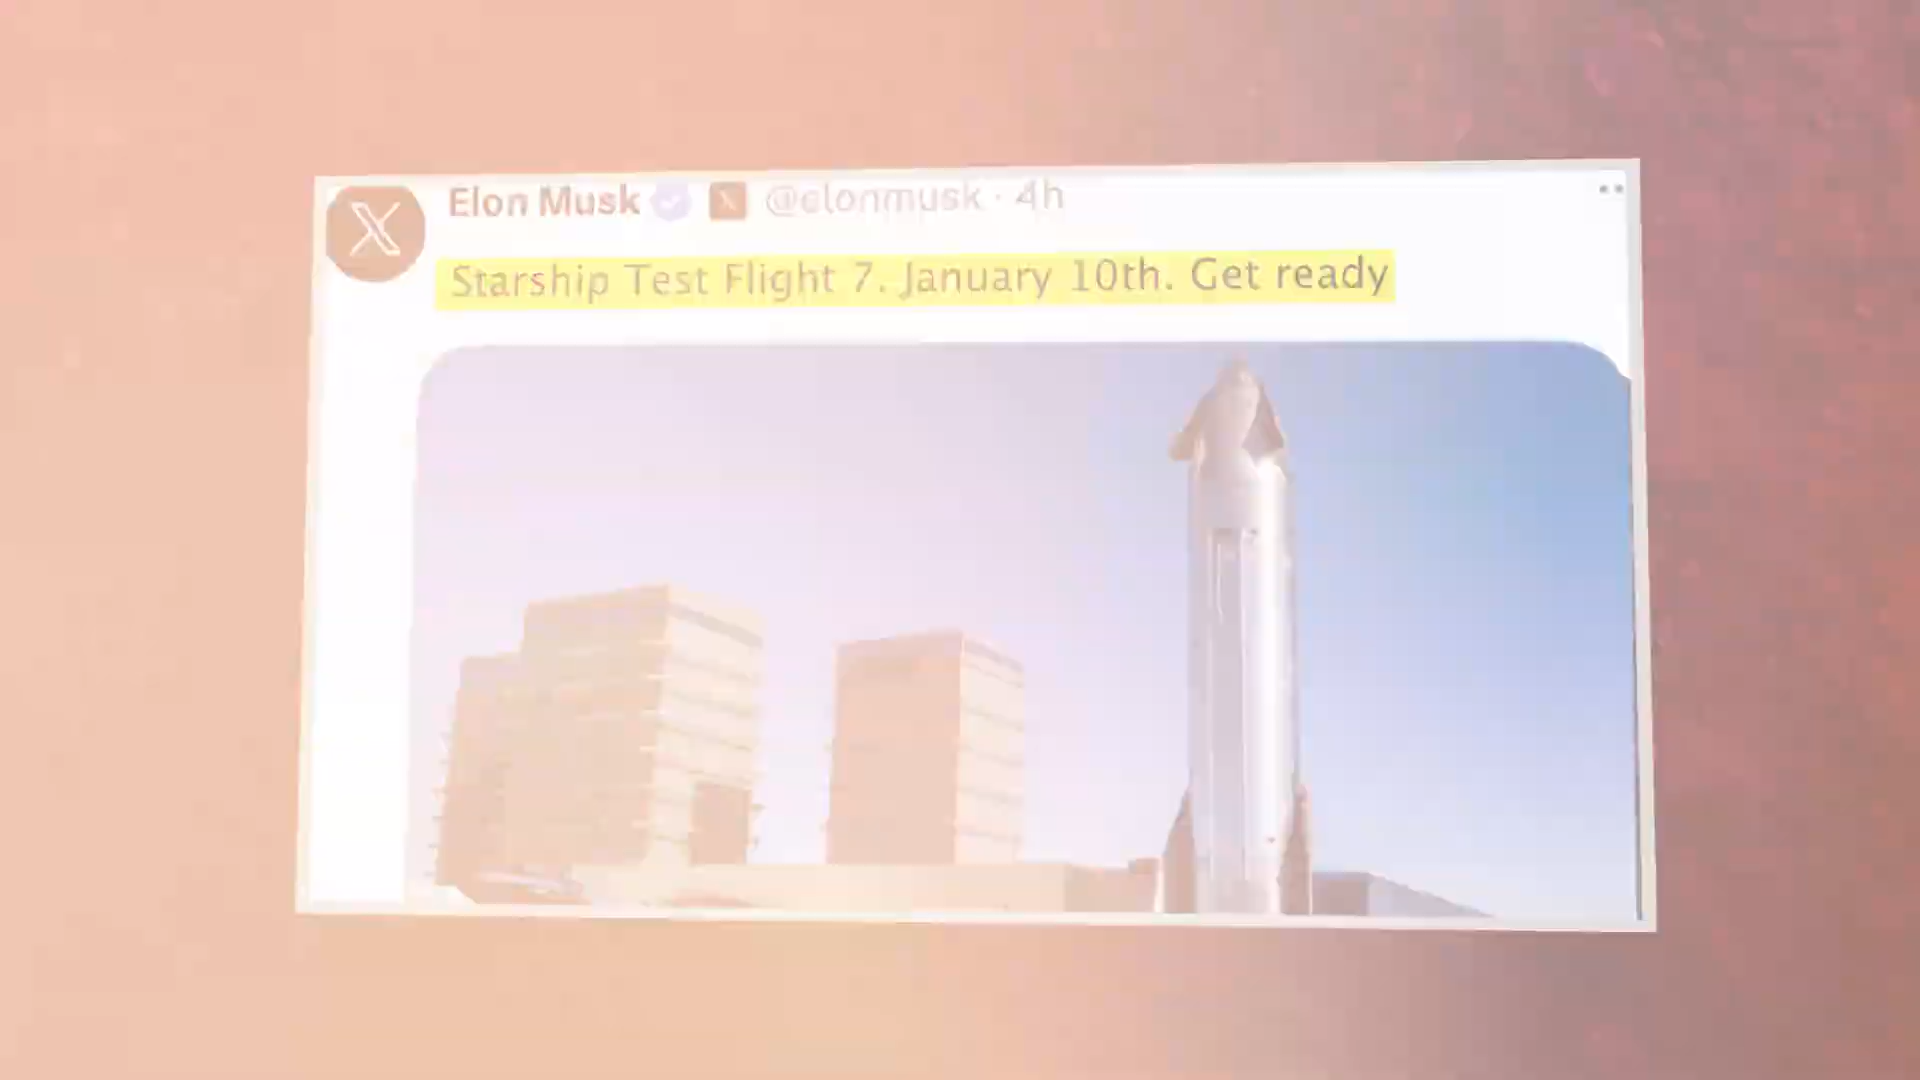 Elon Musk @elonmusk · 4h
Starship Test Flight 7. January 10th. Get ready